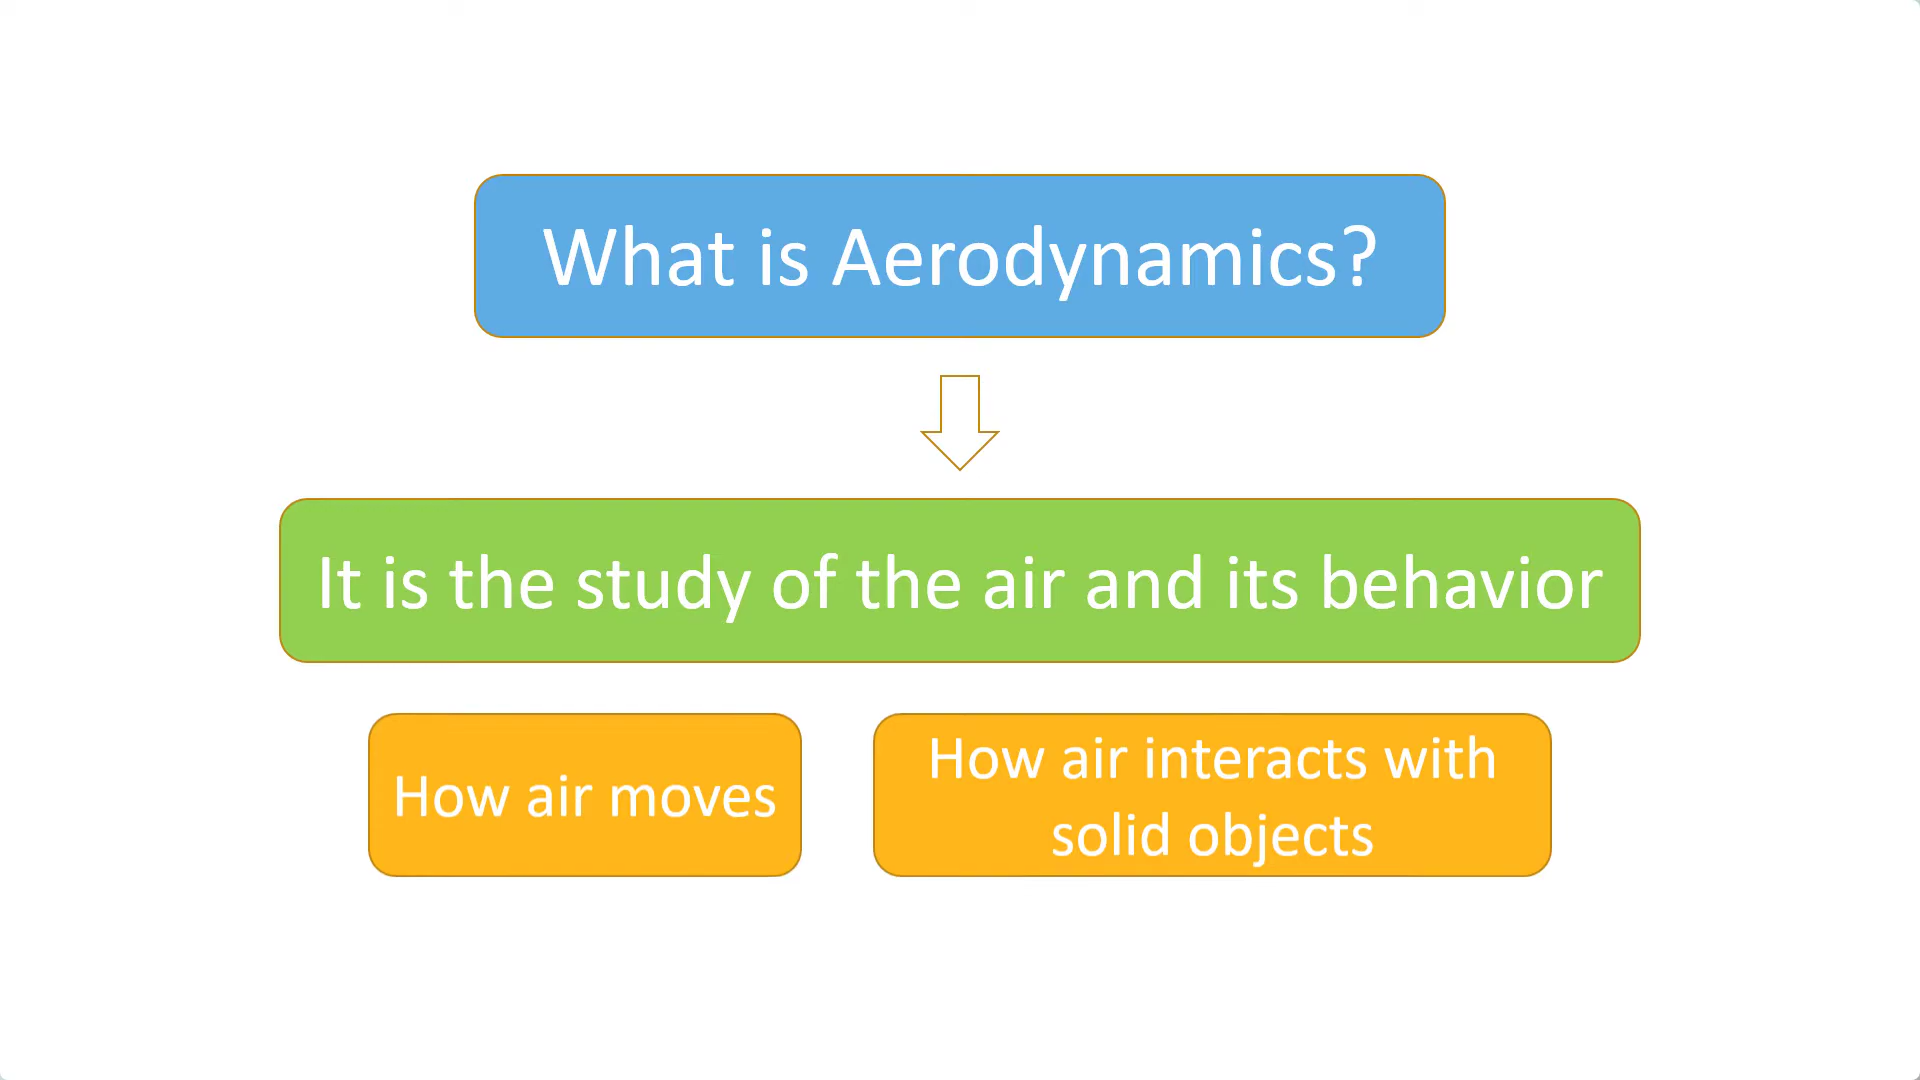 What is Aerodynamics?
It is the study of the air and its behavior
How air moves
How air interacts with
solid objects